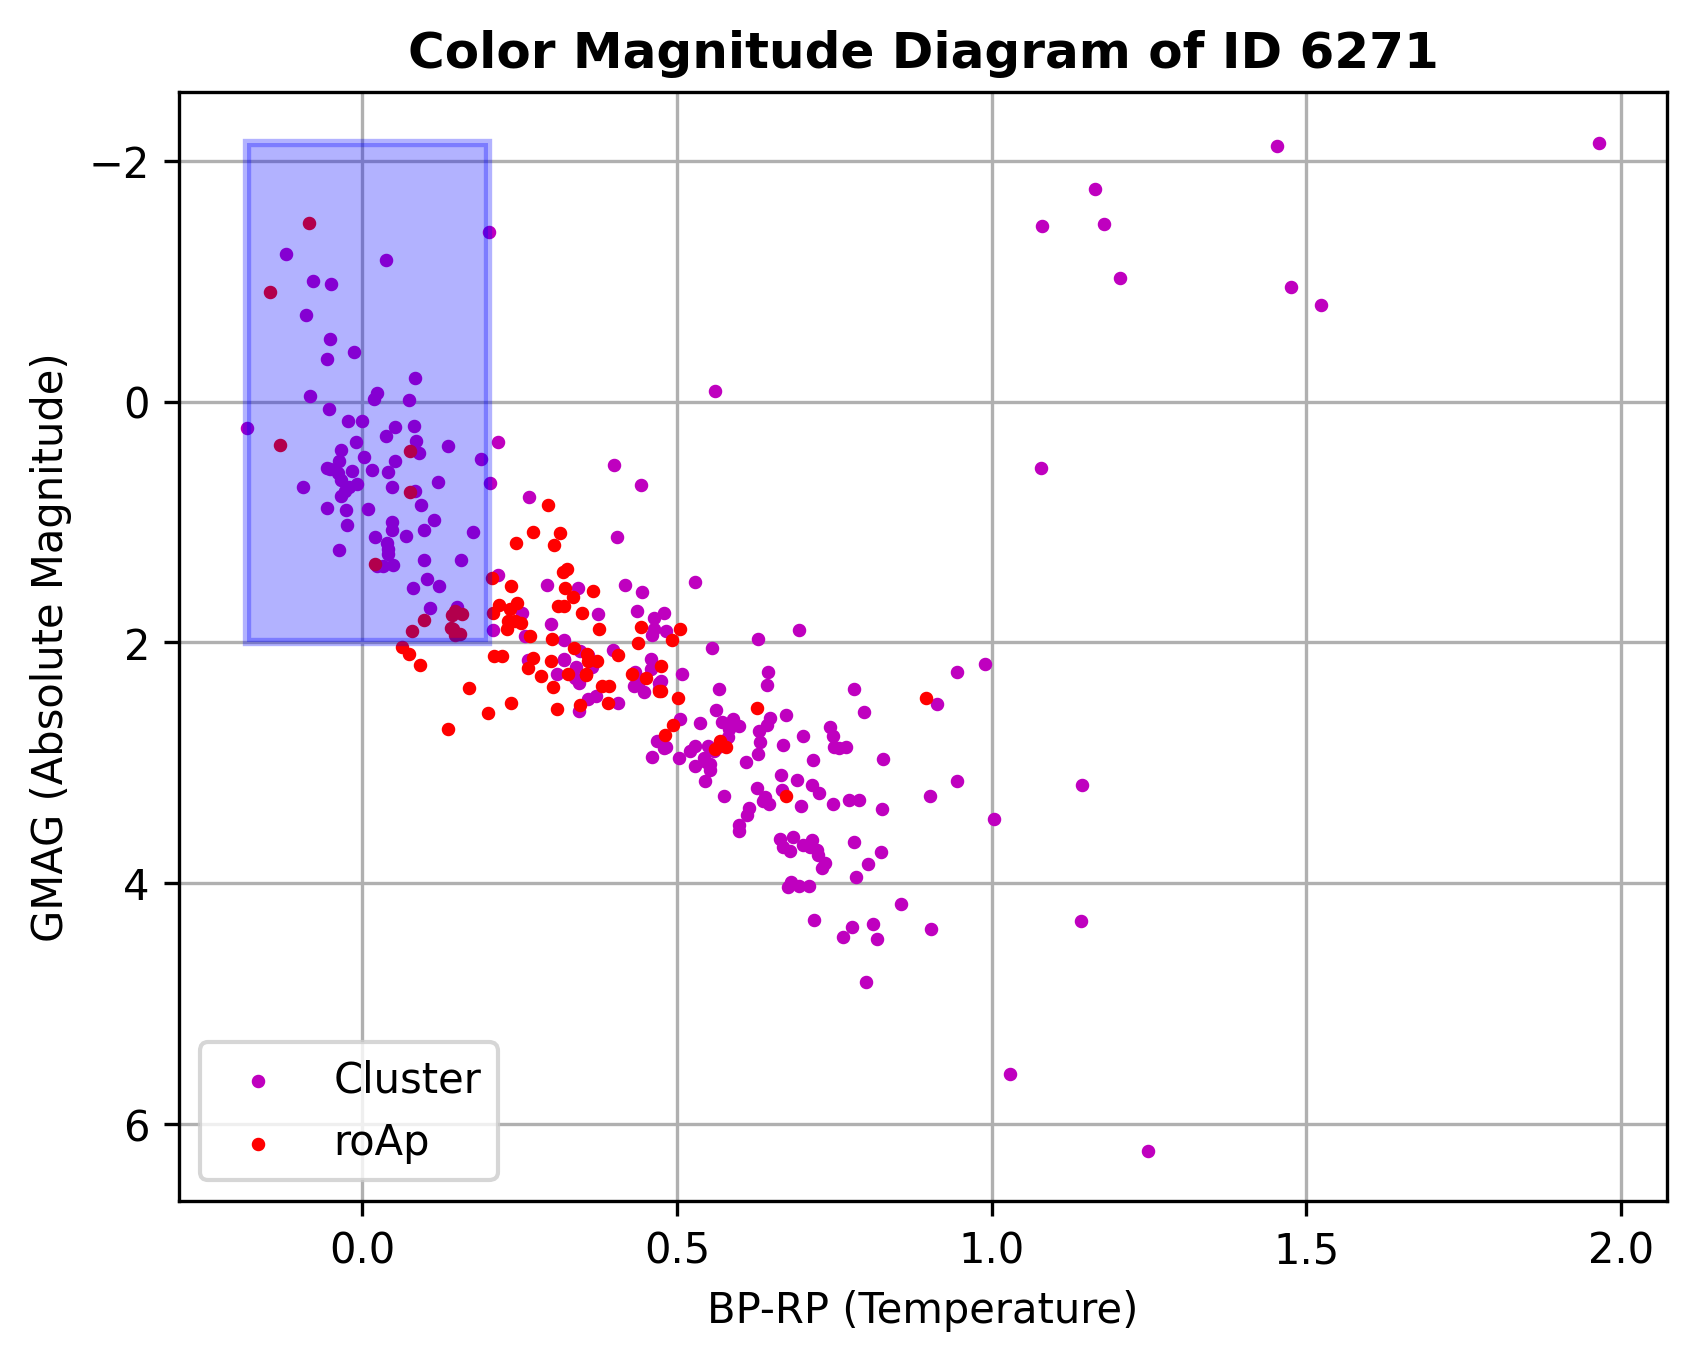 Color Magnitude Diagram of ID 6271
GMAG (Absolute Magnitude)
−2
0
2
4
6
Cluster
roAp
0.0 0.5 1.0 1.5 2.0
BP-RP (Temperature)